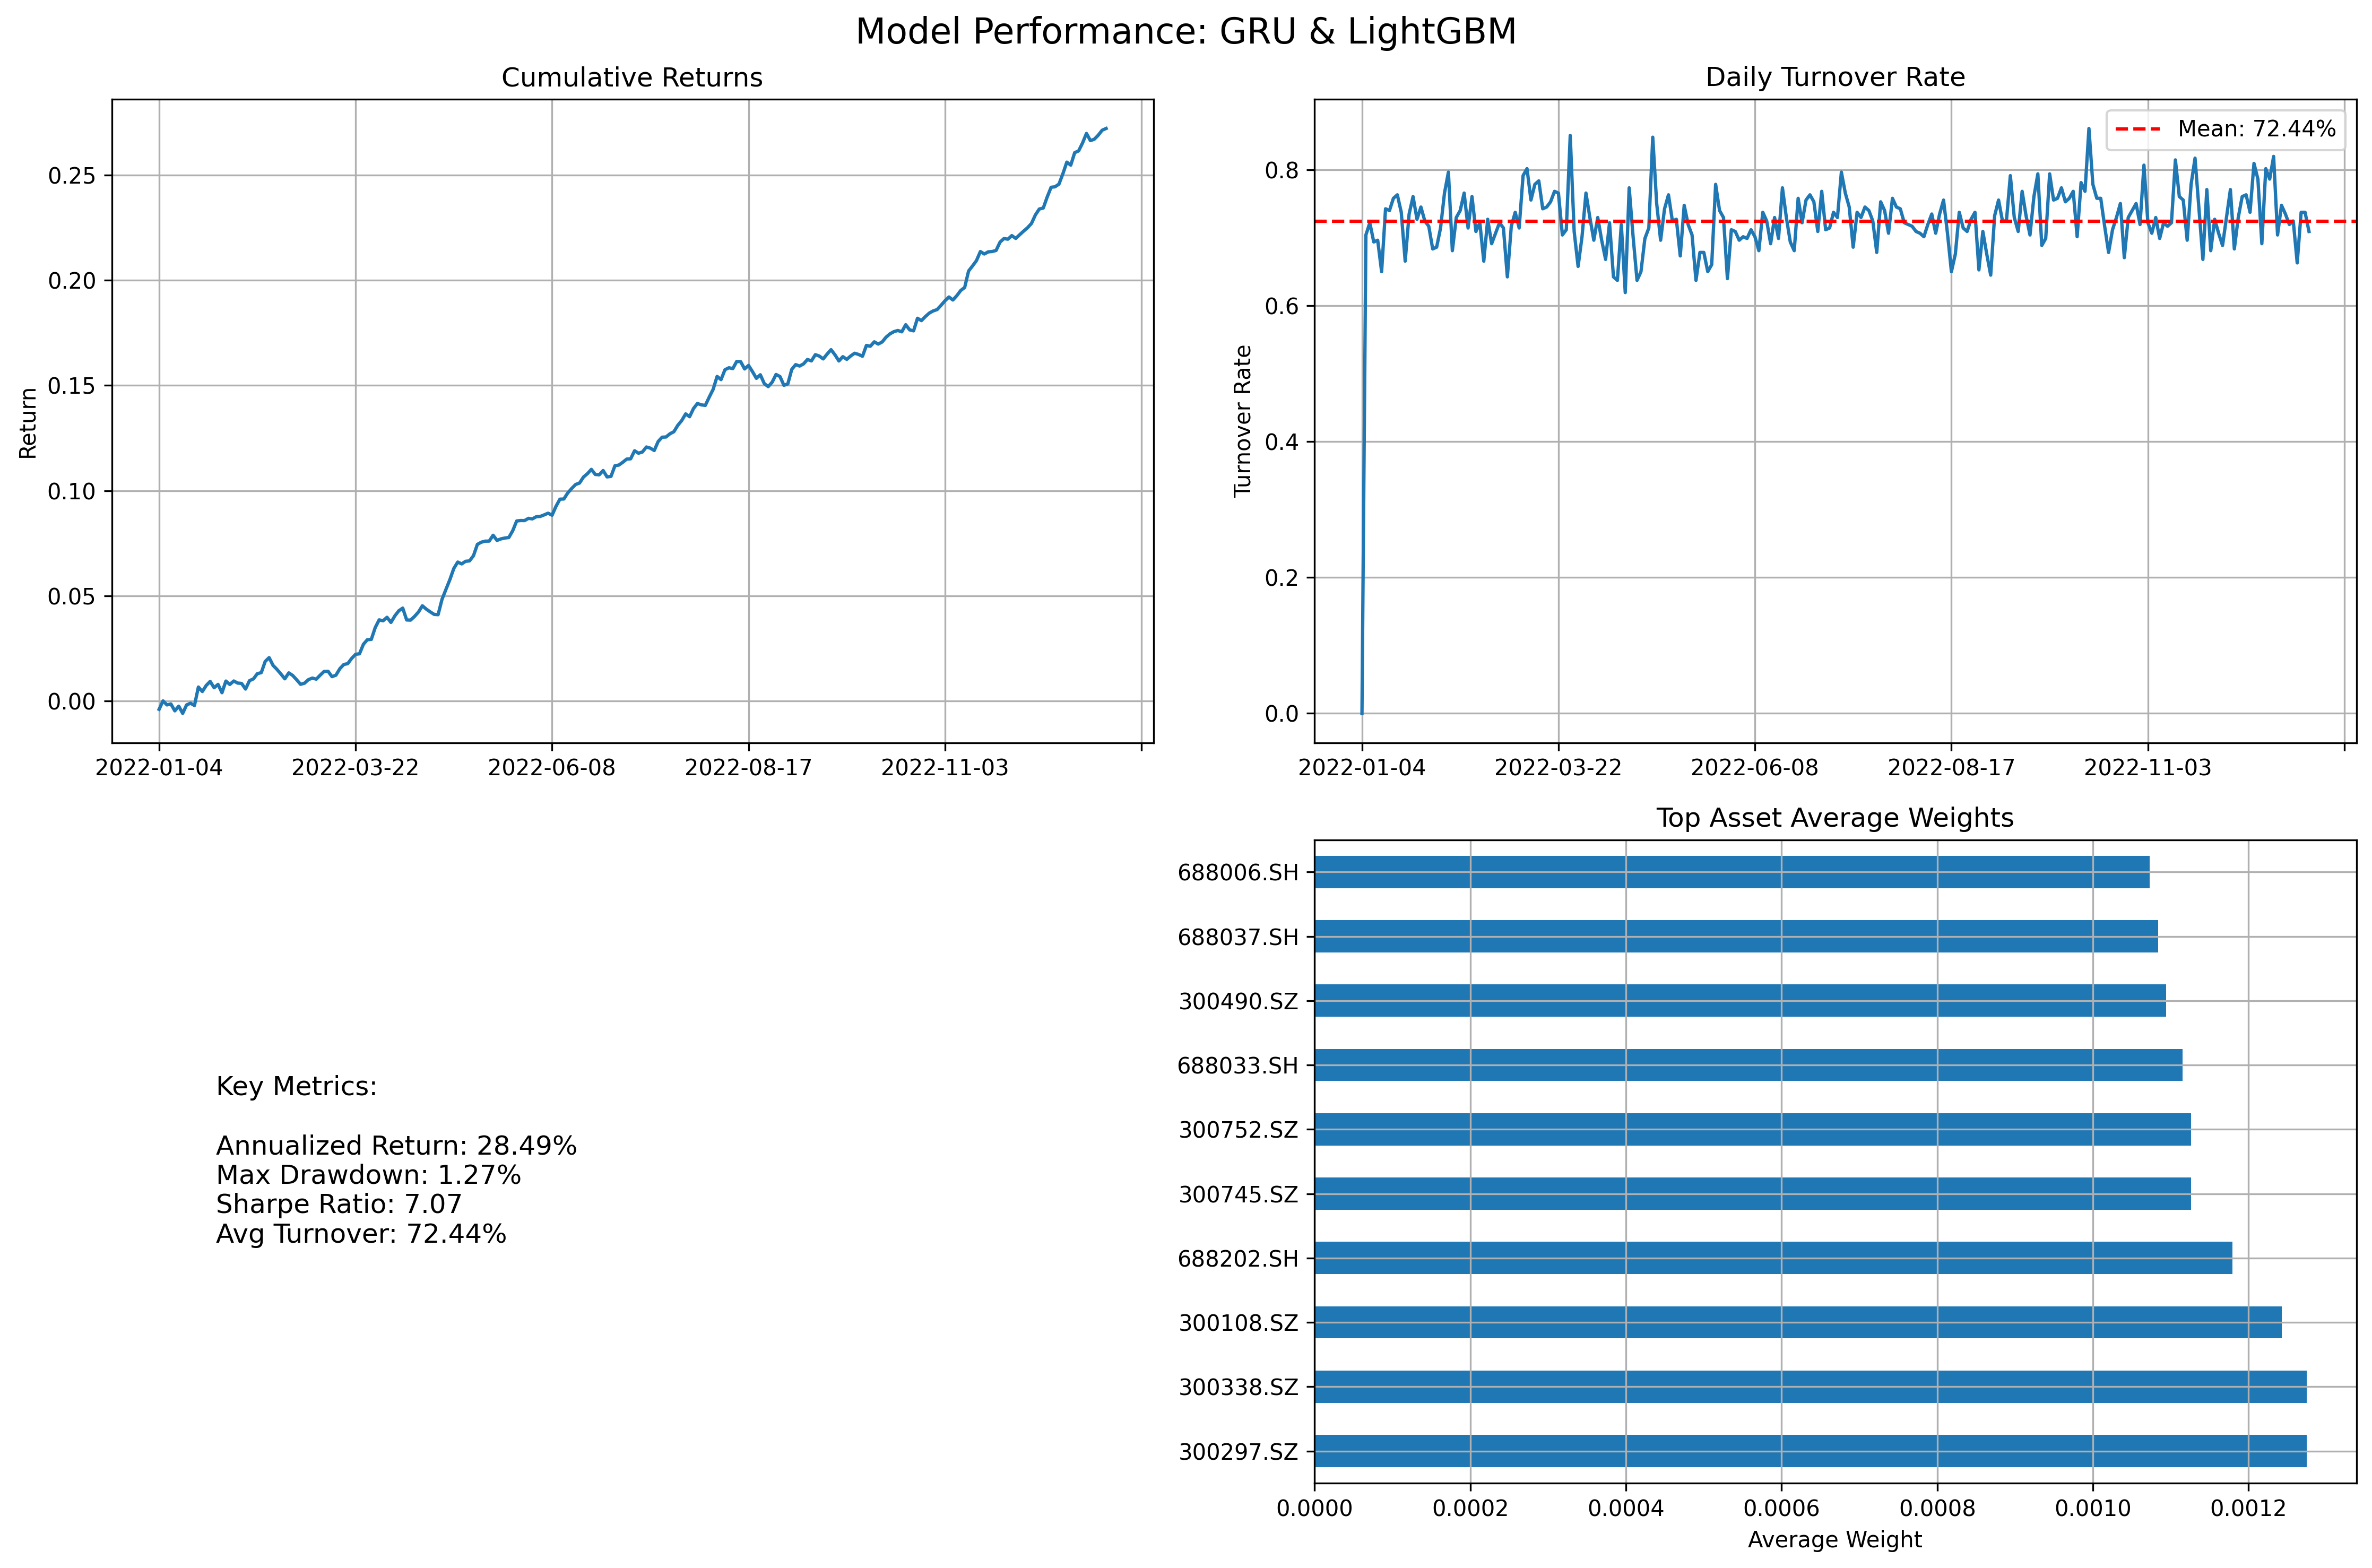 Model Performance: GRU & LightGBM
Cumulative Returns
Return
0.25
0.20
0.15
0.10
0.05
0.00
2022-01-04
2022-03-22
2022-06-08
2022-08-17
2022-11-03
Daily Turnover Rate
Mean: 72.44%
Turnover Rate
0.8
0.6
0.4
0.2
0.0
2022-01-04
2022-03-22
2022-06-08
2022-08-17
2022-11-03
Key Metrics:
Annualized Return: 28.49%
Max Drawdown: 1.27%
Sharpe Ratio: 7.07
Avg Turnover: 72.44%
Top Asset Average Weights
688006.SH
688037.SH
300490.SZ
688033.SH
300752.SZ
300745.SZ
688202.SH
300108.SZ
300338.SZ
300297.SZ
0.0000
0.0002
0.0004
0.0006
0.0008
0.0010
0.0012
Average Weight